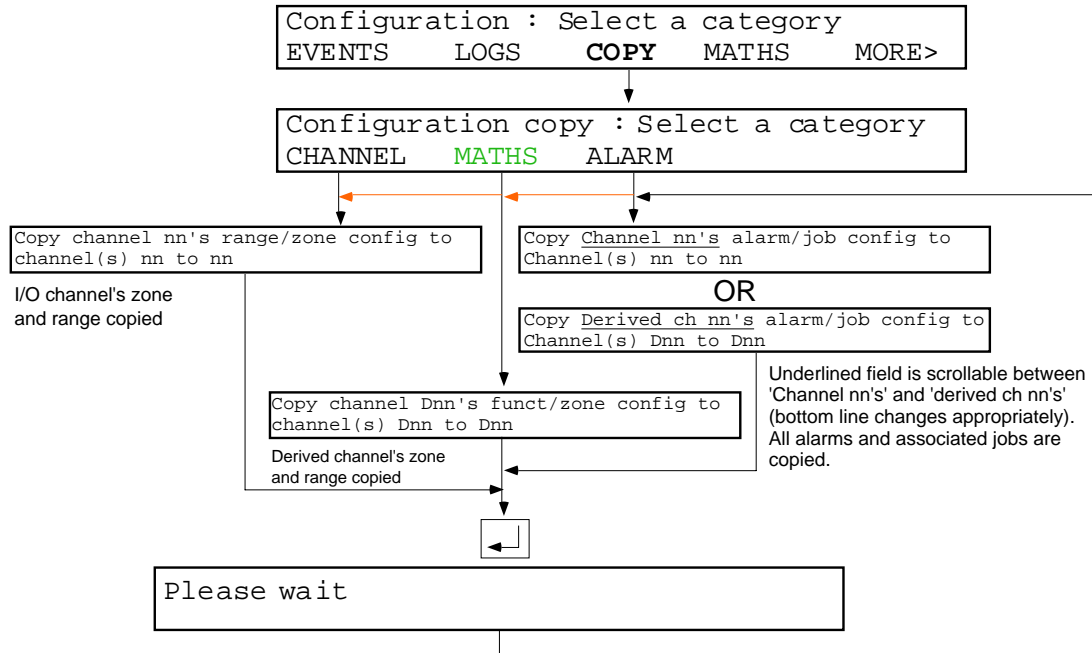 Configuration : Select a category
EVENTS LOGS COPY MATHS MORE>
Configuration copy : Select a category
CHANNEL MATHS ALARM
Copy channel nn's range/zone config to
channel(s) nn to nn
I/O channel's zone
and range copied
Copy Channel nn's alarm/job config to
Channel(s) nn to nn
OR
Copy Derived ch nn's alarm/job config to
Channel(s) Dnn to Dnn
Underlined field is scrollable between
'Channel nn's' and 'derived ch nn's'
(bottom line changes appropriately).
All alarms and associated jobs are
copied.
Copy channel Dnn's funct/zone config to
channel(s) Dnn to Dnn
Derived channel's zone
and range copied
Please wait